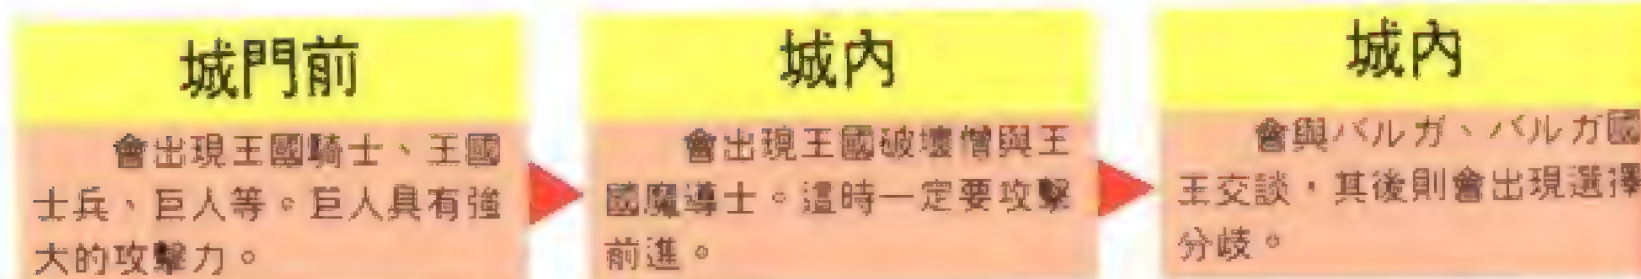 城門前
會出現王國騎士、王國
士兵、巨人等。巨人具有強
大的攻擊力。
城內
會出現王國破壞僧與王
國魔導士。這時一定要攻擊
前進。
城內
會與バルガ、バルガ國
王交談，其後則會出現選擇
分歧。